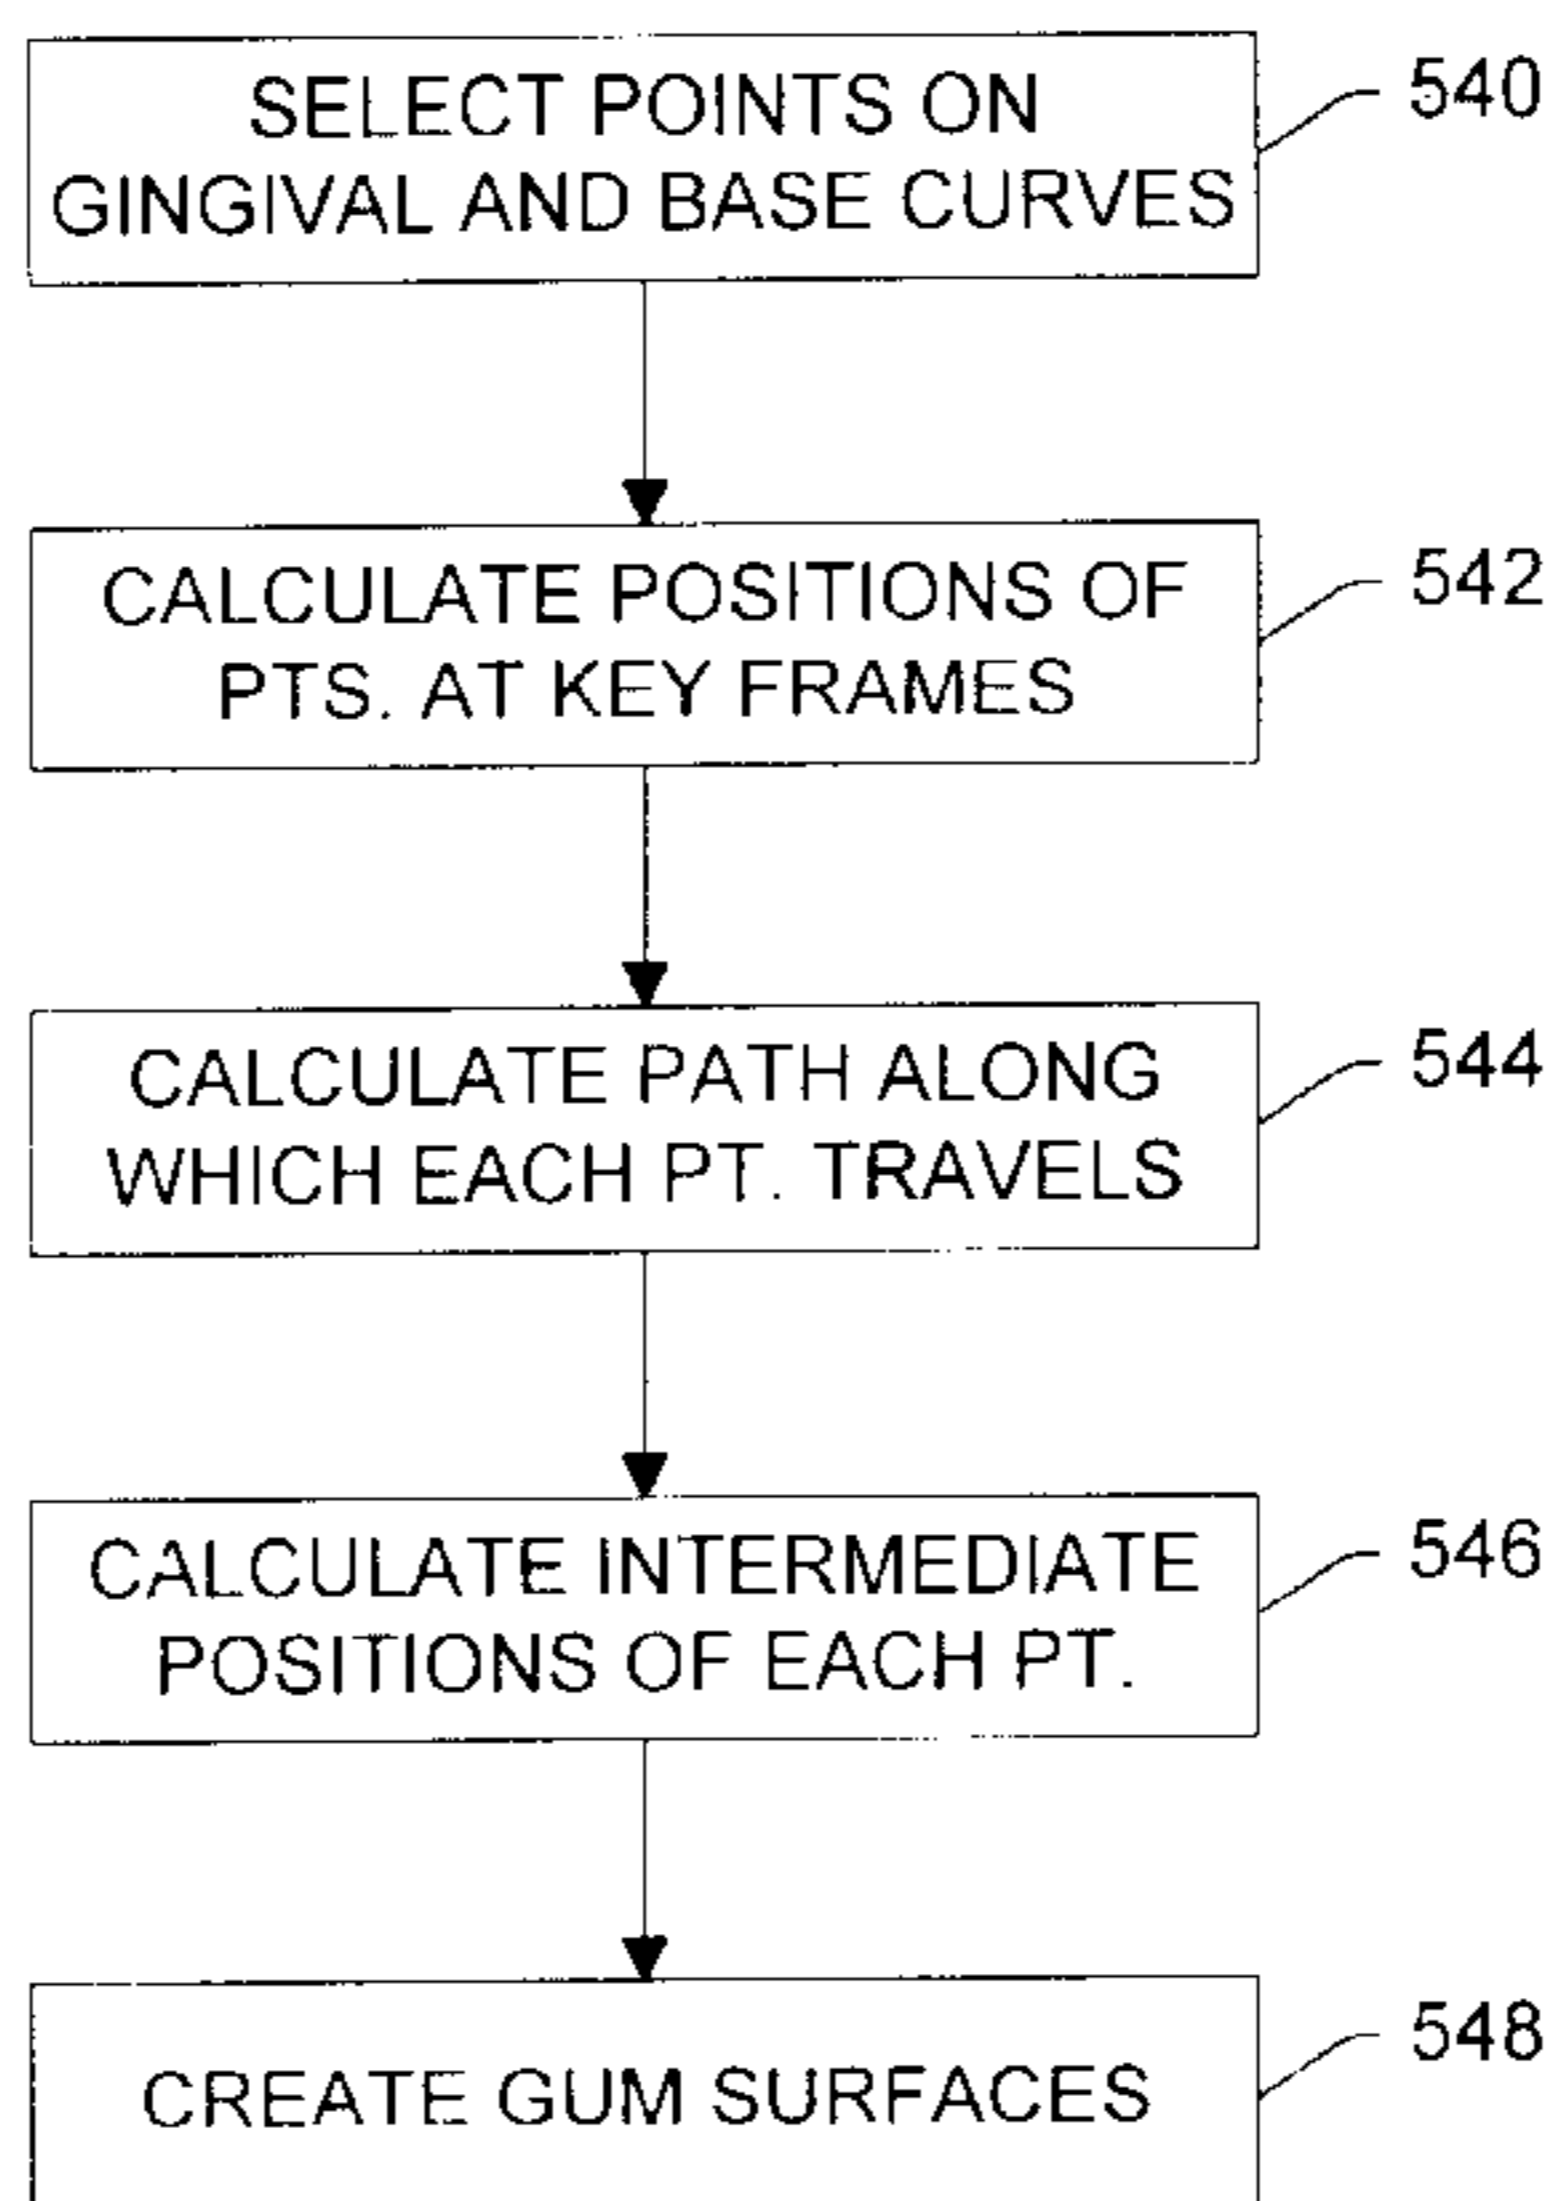 SELECT POINTS ON
GINGIVAL AND BASE CURVES
540
CALCULATE POSITIONS OF
PTS. AT KEY FRAMES
542
CALCULATE PATH ALONG
WHICH EACH PT. TRAVELS
544
CALCULATE INTERMEDIATE
POSITIONS OF EACH PT.
546
CREATE GUM SURFACES
548